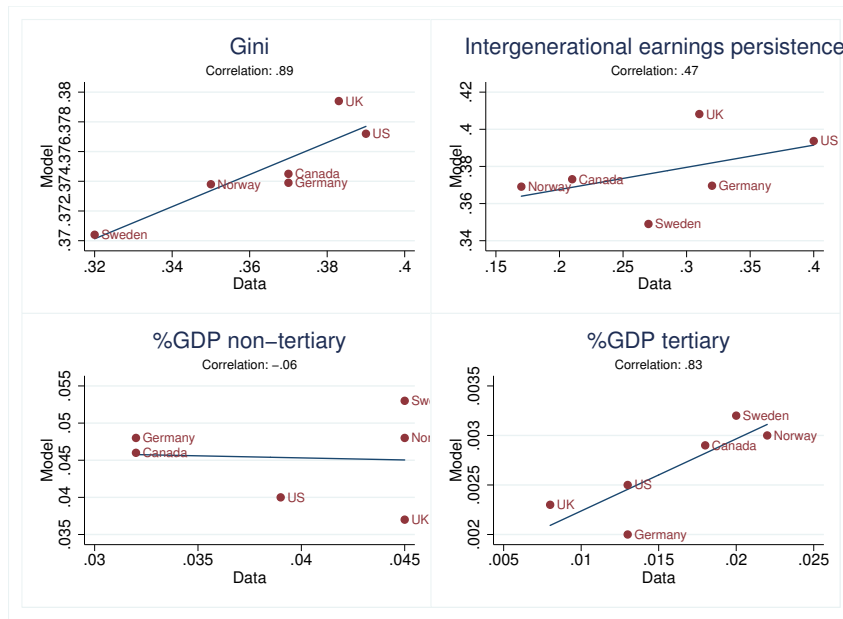 Gini
Correlation: .89
.38
.378
.376
.374
.372
.37
Model
UK
US
Canada
Germany
Norway
Sweden
.32 .34 .36 .38 .4
Data
Intergenerational earnings persistence
Correlation: .47
.42
.4
.38
.36
.34
Model
UK
US
Canada
Norway
Germany
Sweden
.15 .2 .25 .3 .35 .4
Data
%GDP non−tertiary
Correlation: −.06
.055
.05
.045
.04
.035
Model
Swe
Germany
Nor
Canada
US
UK
.03 .035 .04 .045
Data
%GDP tertiary
Correlation: .83
.0035
.003
.0025
.002
Model
Sweden
Norway
Canada
US
UK
Germany
.005 .01 .015 .02 .025
Data